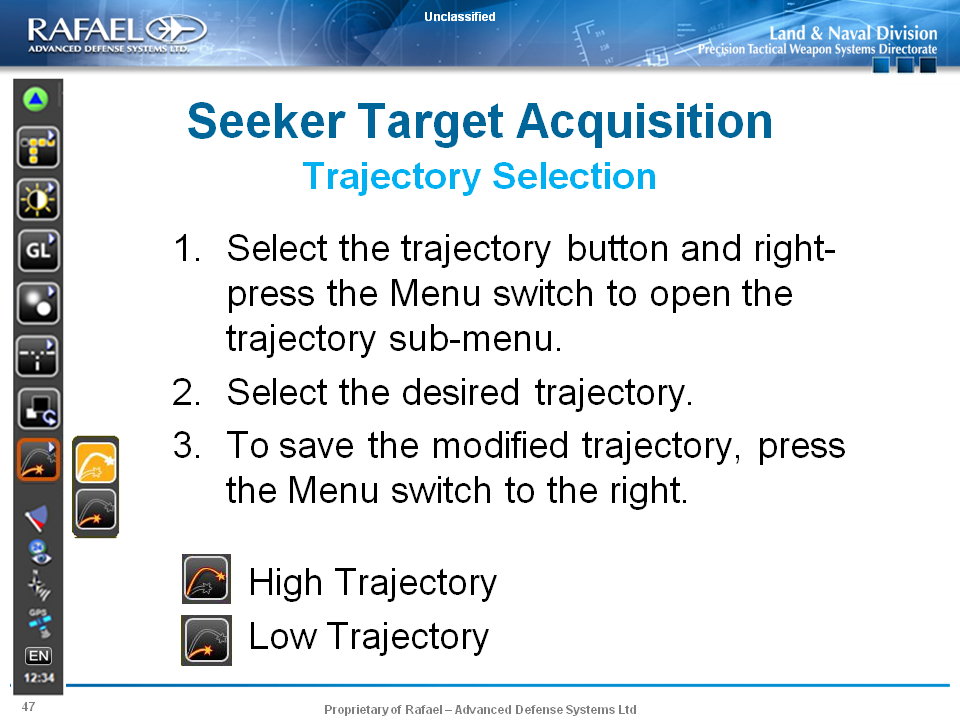 Unclassified
RAFAEL
ADVANCED DEFENSE SYSTEMS LTD.
Land & Naval Division
Precision Tactical Weapon Systems Directorate
Seeker Target Acquisition
Trajectory Selection
1. Select the trajectory button and right-
press the Menu switch to open the
trajectory sub-menu.
2. Select the desired trajectory.
3. To save the modified trajectory, press
the Menu switch to the right.
High Trajectory
Low Trajectory
GL
GPS
EN
12:34
47
Proprietary of Rafael – Advanced Defense Systems Ltd